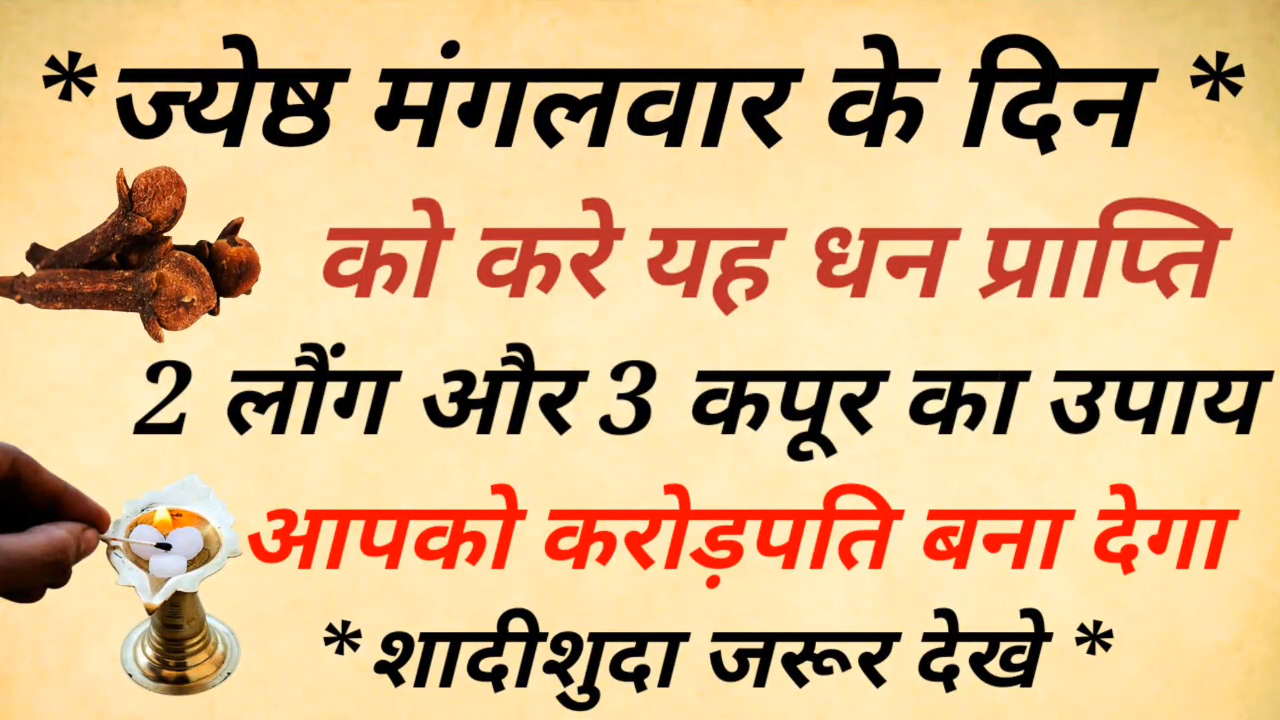 *ज्येष्ठ मंगलवार के दिन *
को करे यह धन प्राप्ति
2 लौंग और 3 कपूर का उपाय
आपको करोड़पति बना देगा
*शादीशुदा जरूर देखे *